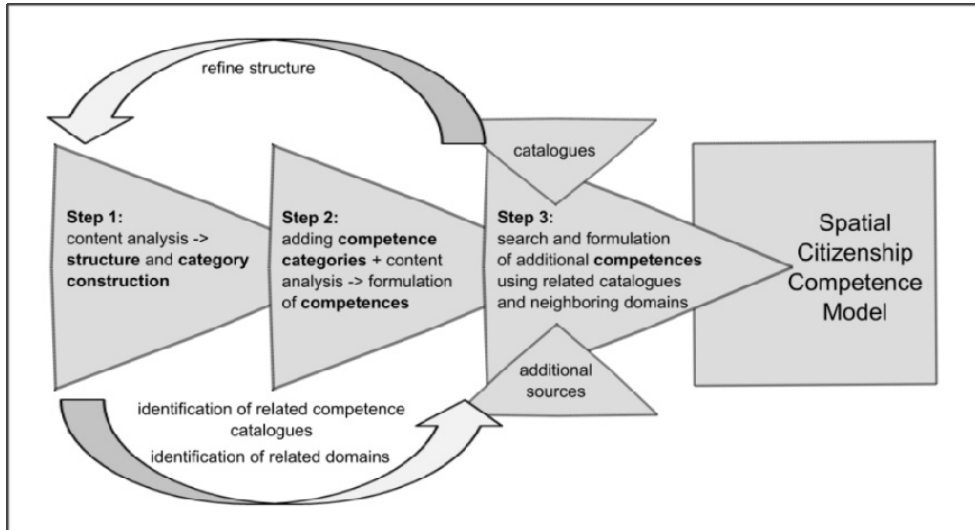 refine structure
catalogues
Step 1:
content analysis ->
structure and category
construction
Step 2:
adding competence
categories + content
analysis -> formulation
of competences
Step 3:
search and formulation
of additional competences
using related catalogues
and neighboring domains
Spatial
Citizenship
Competence
Model
additional
sources
identification of related competence
catalogues
identification of related domains